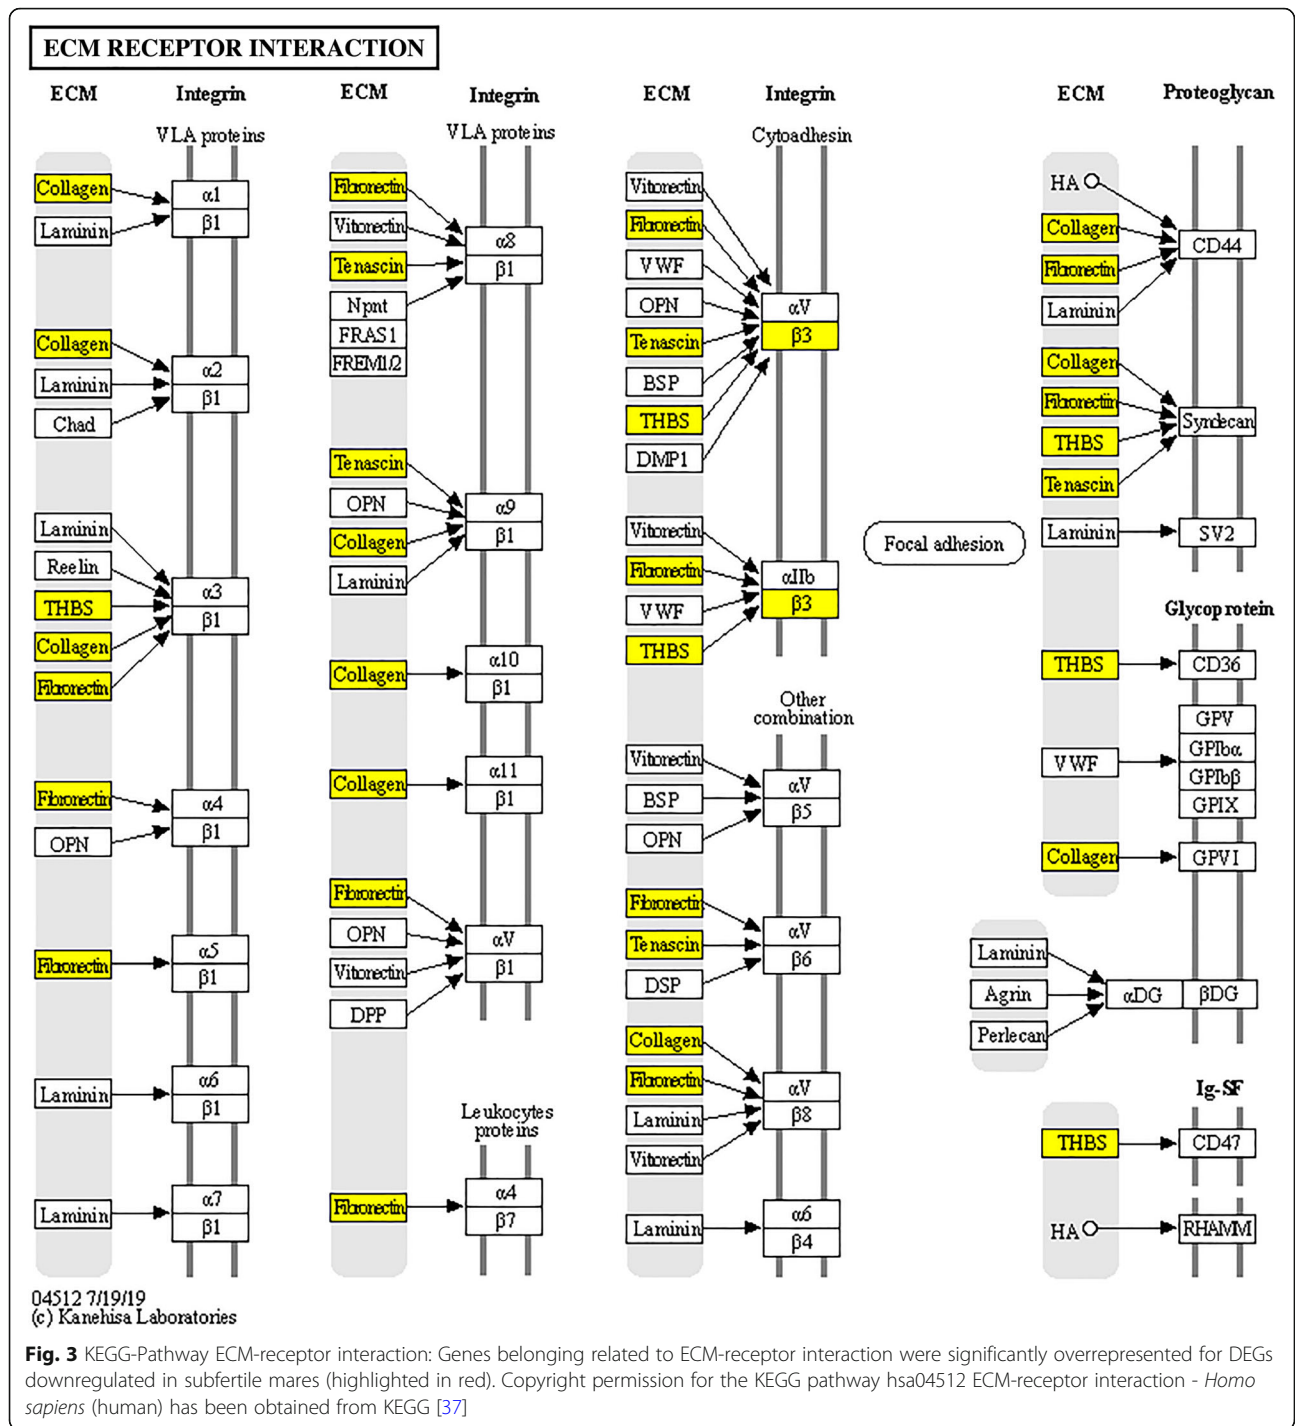 ECM RECEPTOR INTERACTION
ECM
Integrin
VLA proteins
Collagen
Laminin
α1
β1
Collagen
Laminin
Chad
α2
β1
Laminin
Reelin
THBS
Collagen
Fibronectin
α3
β1
Fibronectin
OPN
α4
β1
Fibronectin
α5
β1
Laminin
α6
β1
Laminin
α7
β1
ECM
Integrin
VLA proteins
Fibronectin
Vitronectin
Tenascin
Npnt
FRAS1
FREM1/2
α8
β1
Tenascin
OPN
Collagen
Laminin
α9
β1
Collagen
α10
β1
Collagen
α11
β1
Fibronectin
OPN
Vitronectin
DPP
αV
β1
Leukocytes
proteins
Fibronectin
α4
β7
ECM
Integrin
Cytoadhesin
Vitronectin
Fibronectin
VWF
OPN
Tenascin
BSP
THBS
DMP1
αV
β3
Vitronectin
Fibronectin
VWF
THBS
αIIb
β3
Other
combination
Vitronectin
BSP
OPN
αV
β5
Fibronectin
Tenascin
DSP
αV
β6
Collagen
Fibronectin
Laminin
Vitronectin
αV
β8
Laminin
α6
β4
Focal adhesion
ECM
Proteoglycan
HA
Collagen
Fibronectin
Laminin
CD44
Collagen
Fibronectin
THBS
Tenascin
Syndecan
Laminin
SV2
Glycoprotein
THBS
CD36
VWF
GPV
GPIbα
GPIbβ
GPIX
Collagen
GPVI
Laminin
Agrin
Perlecan
αDG
βDG
Ig-SF
THBS
CD47
HA
RHAMM
04512 7/19/19
(c) Kanehisa Laboratories
Fig. 3 KEGG-Pathway ECM-receptor interaction: Genes belonging related to ECM-receptor interaction were significantly overrepresented for DEGs
downregulated in subfertile mares (highlighted in red). Copyright permission for the KEGG pathway hsa04512 ECM-receptor interaction - Homo
sapiens (human) has been obtained from KEGG [37]